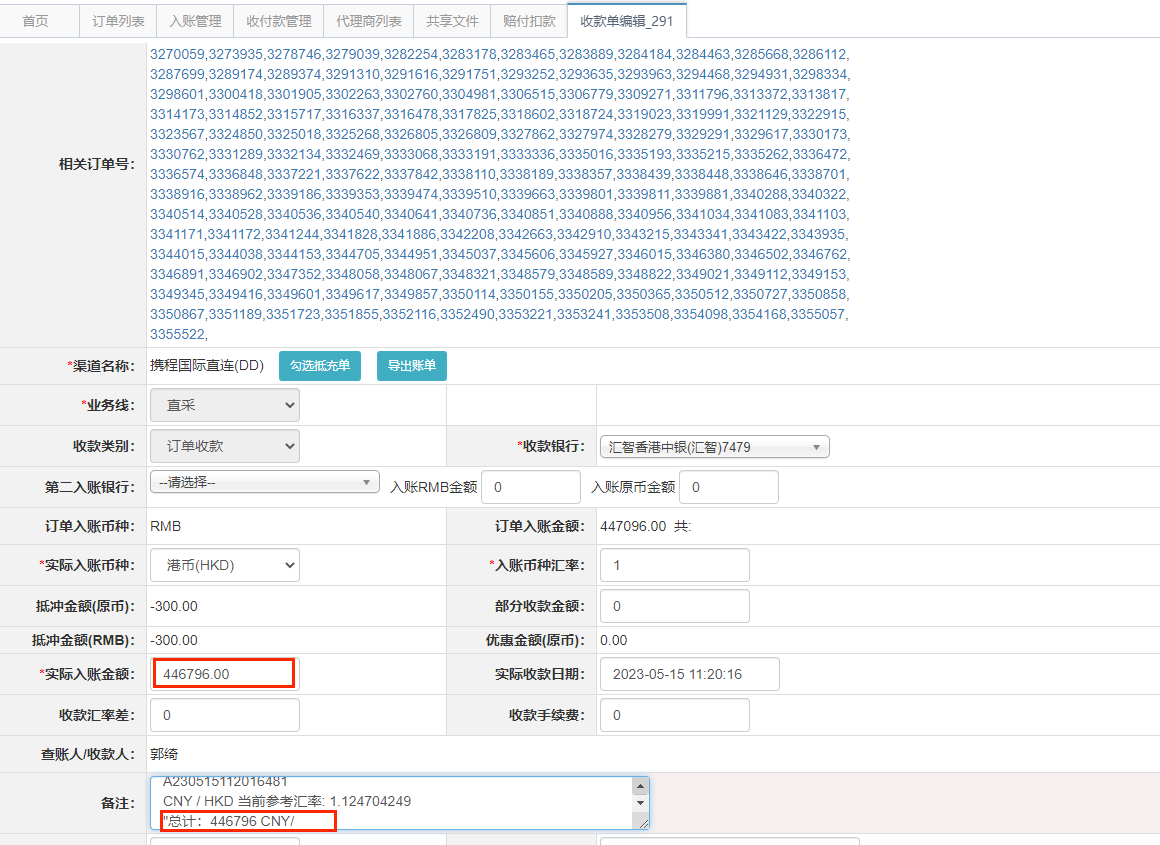 首页 订单列表 入账管理 收付款管理 代理商列表 共享文件 赔付扣款 收款单编辑_291
3270059,3273935,3278746,3279039,3282254,3283178,3283465,3283889,3284184,3284463,3285668,3286112,
3287699,3289174,3289374,3291310,3291616,3291751,3293252,3293635,3293963,3294468,3294931,3298334,
3298601,3300418,3301905,3302263,3302760,3304981,3306515,3306779,3309271,3311796,3313372,3313817,
3314173,3314852,3315717,3316337,3316478,3317825,3318602,3318724,3319023,3319991,3321129,3322915,
3323567,3324850,3325018,3325268,3326805,3326809,3327862,3327974,3328279,3329291,3329617,3330173,
相关订单号: 3330762,3331289,3332134,3332469,3333068,3333191,3333336,3335016,3335193,3335215,3335262,3336472,
3336574,3336848,3337221,3337622,3337842,3338110,3338189,3338357,3338439,3338448,3338646,3338701,
3338916,3338962,3339186,3339353,3339474,3339510,3339663,3339801,3339811,3339881,3340288,3340322,
3340514,3340528,3340536,3340540,3340641,3340736,3340851,3340888,3340956,3341034,3341083,3341103,
3341171,3341172,3341244,3341828,3341886,3342208,3342663,3342910,3343215,3343341,3343422,3343935,
3344015,3344038,3344153,3344705,3344951,3345037,3345606,3345927,3346015,3346380,3346502,3346762,
3346891,3346902,3347352,3348058,3348067,3348321,3348579,3348589,3348822,3349021,3349112,3349153,
3349345,3349416,3349601,3349617,3349857,3350114,3350155,3350205,3350365,3350512,3350727,3350858,
3350867,3351189,3351723,3351855,3352116,3352490,3353221,3353241,3353508,3354098,3354168,3355057,
3355522,
*渠道名称: 携程国际直连(DD) 勾选抵充单 导出账单
*业务线: 直采
收款类别: 订单收款 *收款银行: 汇智香港中银(汇智)7479
第二入账银行: --请选择-- 入账RMB金额 0 入账原币金额 0
订单入账币种: RMB 订单入账金额: 447096.00 共:
*实际入账币种: 港币(HKD) *入账币种汇率: 1
抵冲金额(原币): -300.00 部分收款金额: 0
抵冲金额(RMB): -300.00 优惠金额(原币): 0.00
*实际入账金额: 446796.00 实际收款日期: 2023-05-15 11:20:16
收款汇率差: 0 收款手续费: 0
查账人/收款人: 郭绮
A230515112016481
备注: CNY / HKD 当前参考汇率: 1.124704249
"总计：446796 CNY/